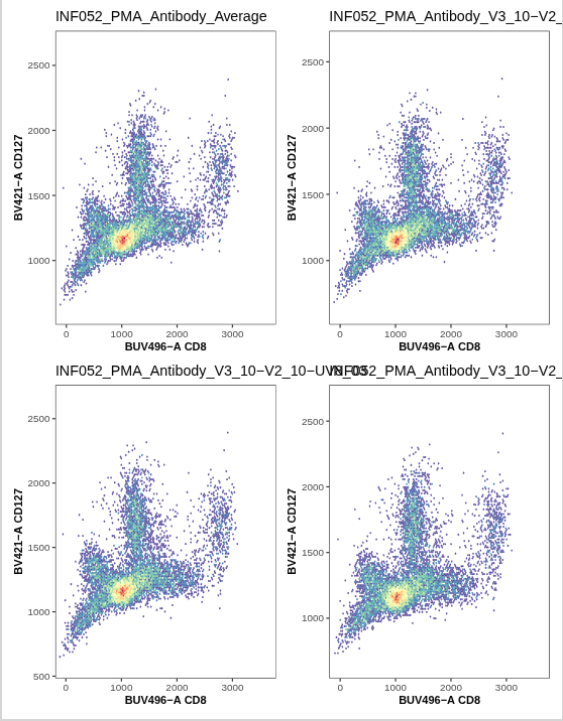 INF052_PMA_Antibody_Average
INF052_PMA_Antibody_V3_10−V2_
2500
2000
1500
1000
BV421−A CD127
0 1000 2000 3000
BUV496−A CD8
2500
2000
1500
1000
BV421−A CD127
0 1000 2000 3000
BUV496−A CD8
INF052_PMA_Antibody_V3_10−V2_10−UV8_03
INF052_PMA_Antibody_V3_10−V2_
2500
2000
1500
1000
500
BV421−A CD127
0 1000 2000 3000
BUV496−A CD8
2500
2000
1500
1000
BV421−A CD127
0 1000 2000 3000
BUV496−A CD8